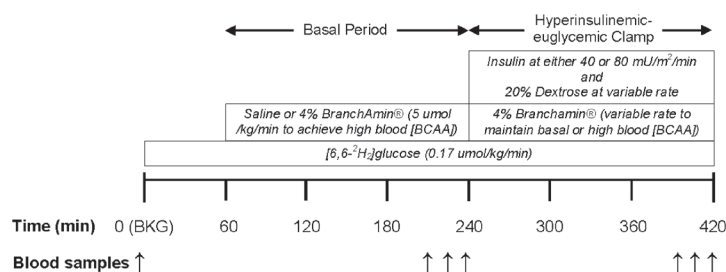 Basal Period
Hyperinsulinemic-
euglycemic Clamp
Insulin at either 40 or 80 mU/m²/min
and
20% Dextrose at variable rate
Saline or 4% BranchAmin® (5 umol
/kg/min to achieve high blood [BCAA])
4% Branchamin® (variable rate to
maintain basal or high blood [BCAA])
[6,6-²H₂]glucose (0.17 umol/kg/min)
Time (min) 0 (BKG) 60 120 180 240 300 360 420
Blood samples